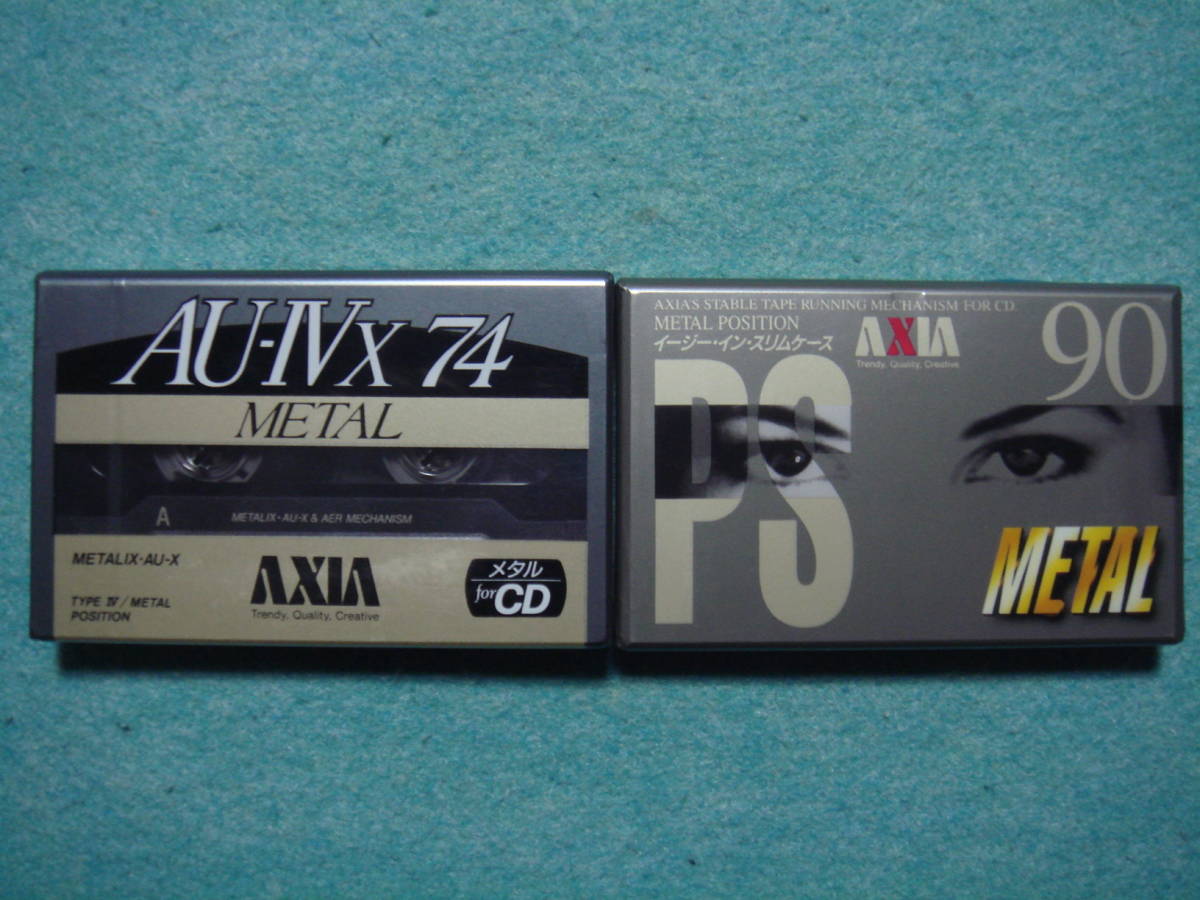 AU-IVx 74
METAL
A
METALIX•AU-X & AER MECHANISM
METALIX•AU-X
TYPE IV/METAL
POSITION
AXIA
Trendy, Quality, Creative
メタル
for CD
AXIA'S STABLE TAPE RUNNING MECHANISM FOR CD
METAL POSITION
イージー・イン・スリムケース
AXIA
Trendy, Quality, Creative
90
PS
METAL